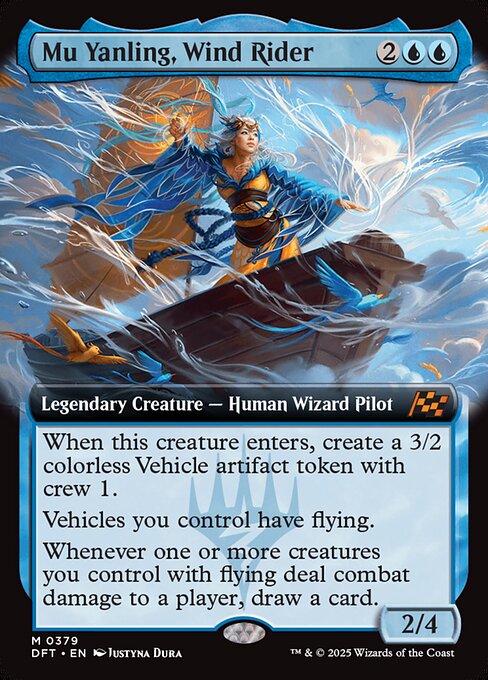 Mu Yanling, Wind Rider 2
Legendary Creature — Human Wizard Pilot
When this creature enters, create a 3/2
colorless Vehicle artifact token with
crew 1.
Vehicles you control have flying.
Whenever one or more creatures
you control with flying deal combat
damage to a player, draw a card.
2/4
M 0379
DFT • EN Justyna Dura ™ & © 2025 Wizards of the Coast